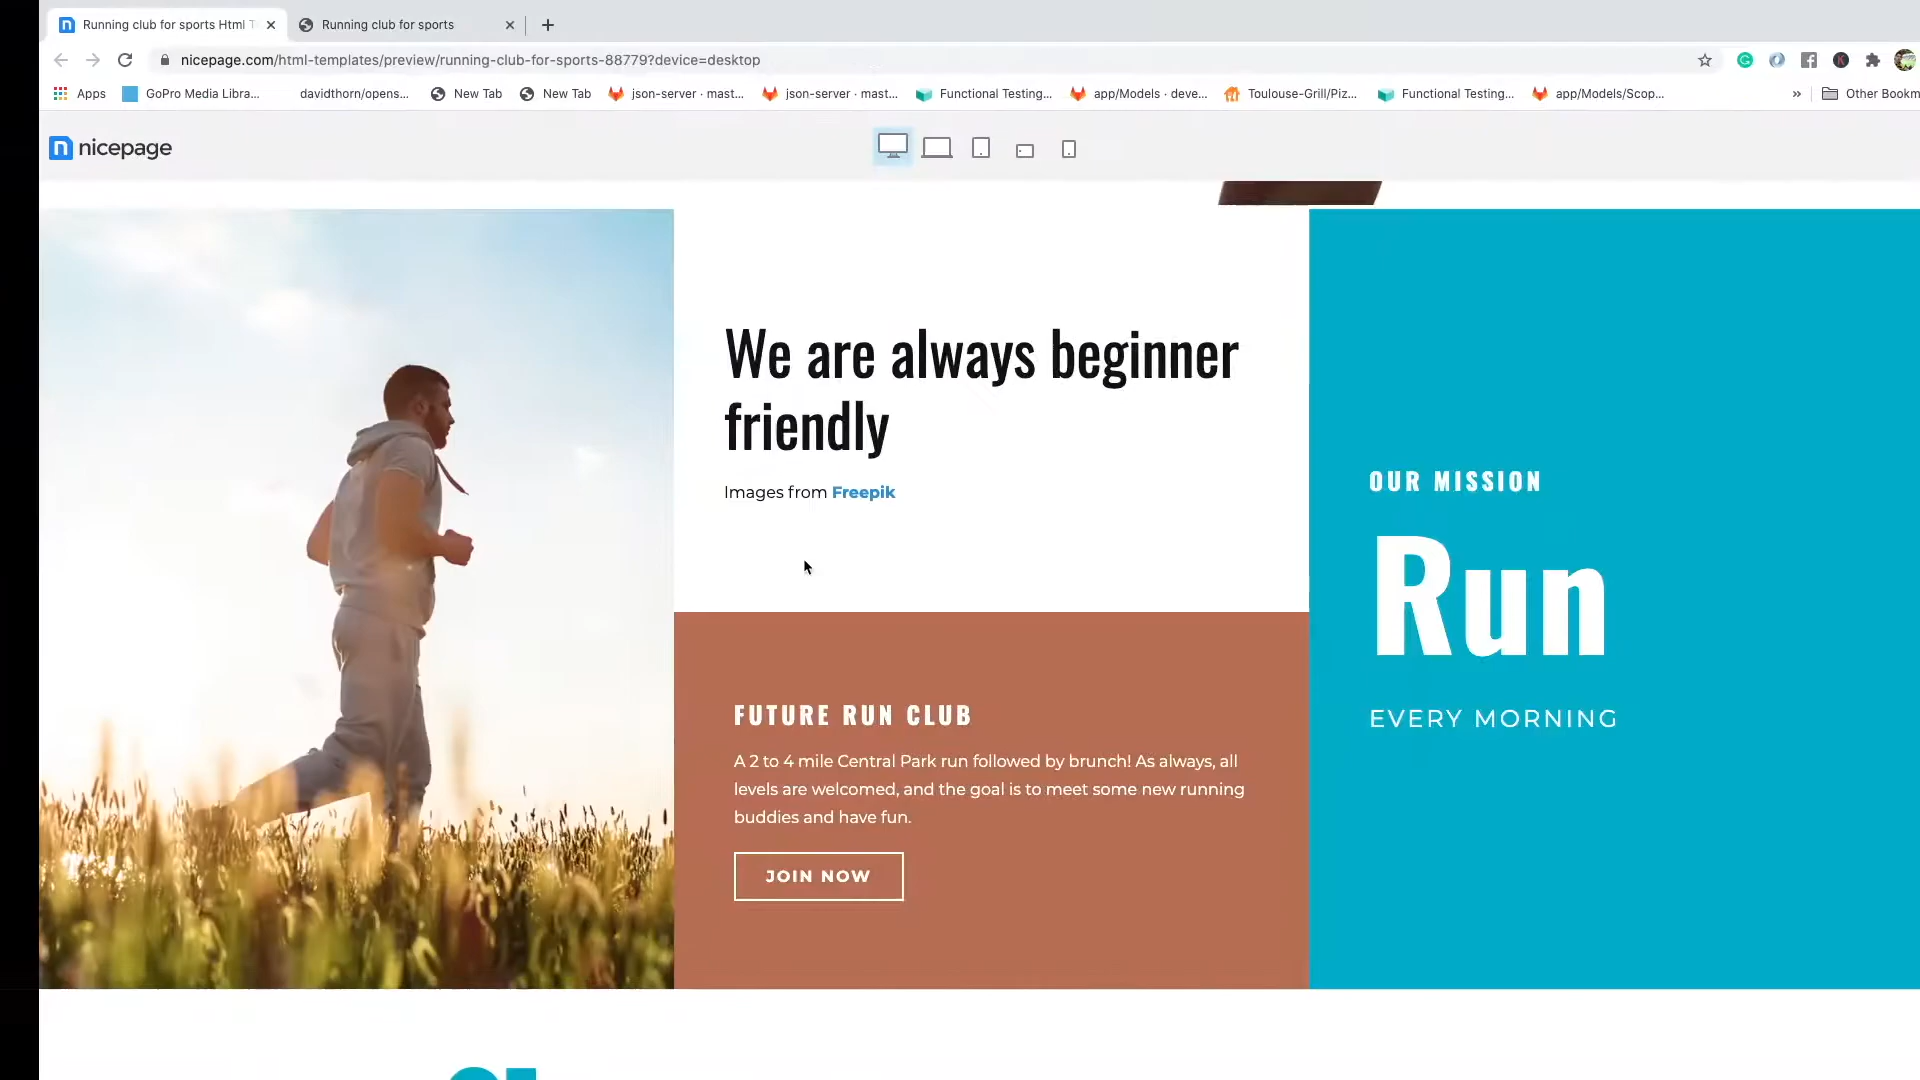 Running club for sports Html T
Running club for sports
nicepage.com/html-templates/preview/running-club-for-sports-88779?device=desktop
Apps
GoPro Media Libra...
davidthorn/opens...
New Tab
New Tab
json-server · mast...
json-server · mast...
Functional Testing...
app/Models · deve...
Toulouse-Grill/Piz...
Functional Testing...
app/Models/Scop...
»
Other Bookm
nicepage
We are always beginner
friendly
Images from Freepik
FUTURE RUN CLUB
A 2 to 4 mile Central Park run followed by brunch! As always, all
levels are welcomed, and the goal is to meet some new running
buddies and have fun.
JOIN NOW
OUR MISSION
Run
EVERY MORNING